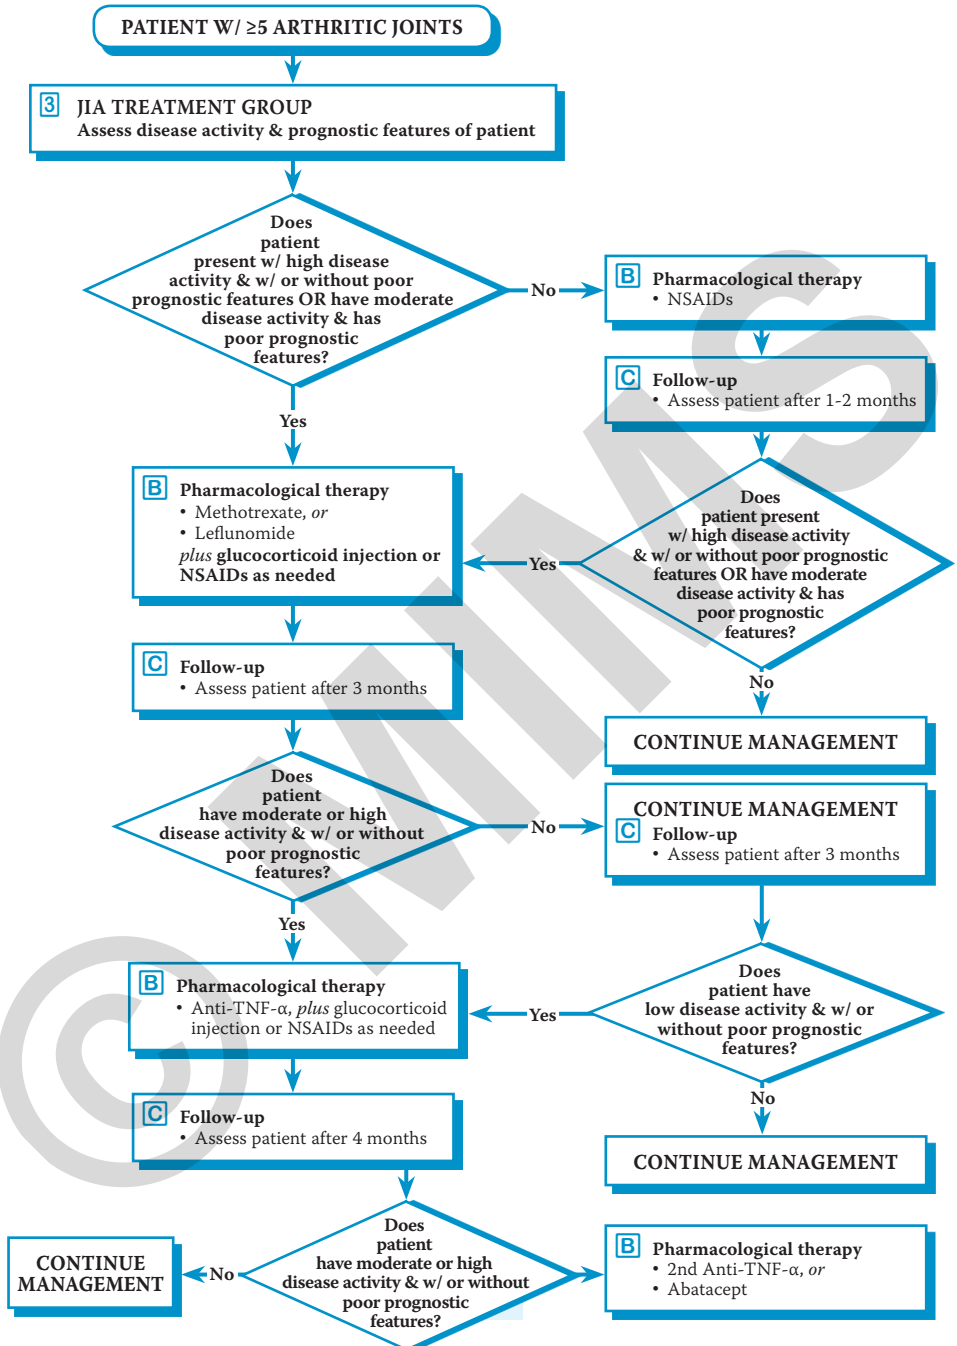 PATIENT W/ ≥5 ARTHRITIC JOINTS
3 JIA TREATMENT GROUP
Assess disease activity & prognostic features of patient
Does
patient
present w/ high disease
activity & w/ or without poor
prognostic features OR have moderate
disease activity & has
poor prognostic
features?
No
B Pharmacological therapy
• NSAIDs
C Follow-up
• Assess patient after 1-2 months
Yes
B Pharmacological therapy
• Methotrexate, or
• Leflunomide
plus glucocorticoid injection or
NSAIDs as needed
Does
patient present
w/ high disease activity
& w/ or without poor prognostic
features OR have moderate
disease activity & has
poor prognostic
features?
Yes
No
CONTINUE MANAGEMENT
C Follow-up
• Assess patient after 3 months
Does
patient
have moderate or high
disease activity & w/ or without
poor prognostic
features?
No
CONTINUE MANAGEMENT
C Follow-up
• Assess patient after 3 months
Yes
B Pharmacological therapy
• Anti-TNF-α, plus glucocorticoid
injection or NSAIDs as needed
Does
patient have
low disease activity & w/ or
without poor prognostic
features?
Yes
No
CONTINUE MANAGEMENT
C Follow-up
• Assess patient after 4 months
Does
patient
have moderate or high
disease activity & w/ or without
poor prognostic
features?
No
CONTINUE
MANAGEMENT
B Pharmacological therapy
• 2nd Anti-TNF-α, or
• Abatacept
© MIMS